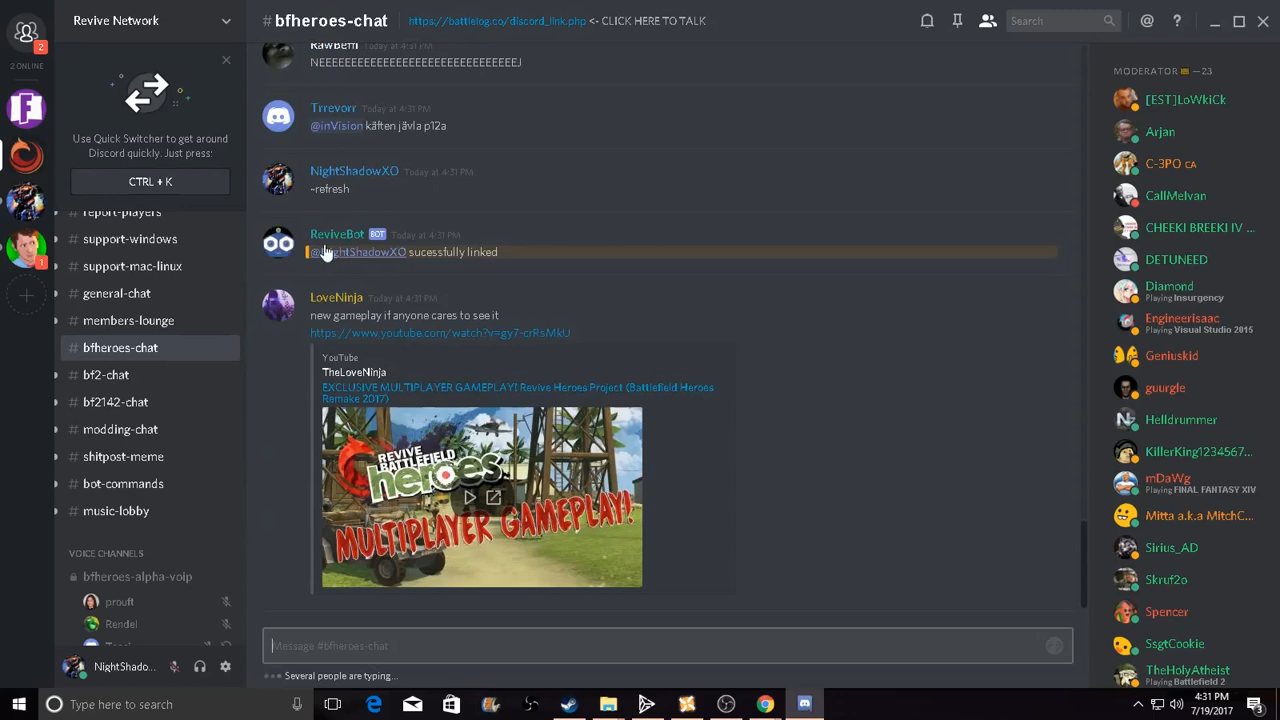 Revive Network
# bfheroes-chat
https://battlelog.co/discord_link.php <- CLICK HERE TO TALK
Search
2
2 ONLINE
1
Use Quick Switcher to get around
Discord quickly. Just press:
CTRL + K
report-players
# support-windows
# support-mac-linux
# general-chat
# members-lounge
# bfheroes-chat
# bf2-chat
# bf2142-chat
# modding-chat
# shitpost-meme
# bot-commands
# music-lobby
VOICE CHANNELS
bfheroes-alpha-voip
prouft
Rendel
NightShado...
RawBeffi Today at 4:31 PM
Trrevorr Today at 4:31 PM
@inVision käften jävla p12a
NightShadowXO Today at 4:31 PM
~refresh
ReviveBot BOT Today at 4:31 PM
@NightShadowXO sucessfully linked
LoveNinja Today at 4:31 PM
new gameplay if anyone cares to see it
https://www.youtube.com/watch?v=gy7-crRsMkU
YouTube
TheLoveNinja
EXCLUSIVE MULTIPLAYER GAMEPLAY! Revive Heroes Project (Battlefield Heroes
Remake 2017)
REVIVE
BATTLEFIELD
heroes
MULTIPLAYER GAMEPLAY!
Message #bfheroes-chat
Several people are typing...
MODERATOR —23
[EST]LoWkiCk
Arjan
C-3PO CA
CallMeIvan
CHEEKI BREEKI IV ...
DETUNEED
Diamond
Playing Insurgency
Engineerisaac
Playing Visual Studio 2015
Geniuskid
guurgle
Helldrummer
KillerKing1234567...
mDaWg
Playing FINAL FANTASY XIV
Mitta a.k.a MitchC...
Sirius_AD
Skruf2o
Spencer
SsgtCookie
TheHolyAtheist
Playing Battlefield 2
Type here to search
4:31 PM
7/19/2017
3